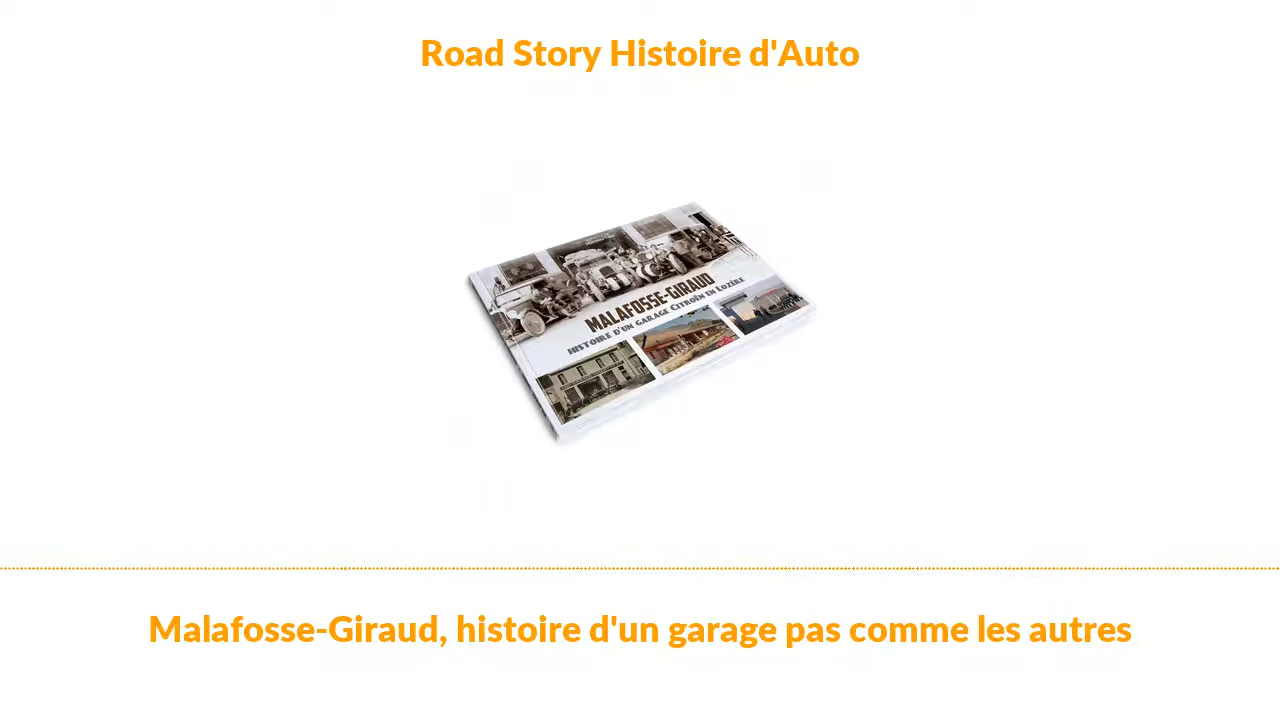 Road Story Histoire d'Auto
MALAFOSSE-GIRAUD
HISTOIRE D'UN GARAGE CITROËN EN LOZÈRE
Malafosse-Giraud, histoire d'un garage pas comme les autres